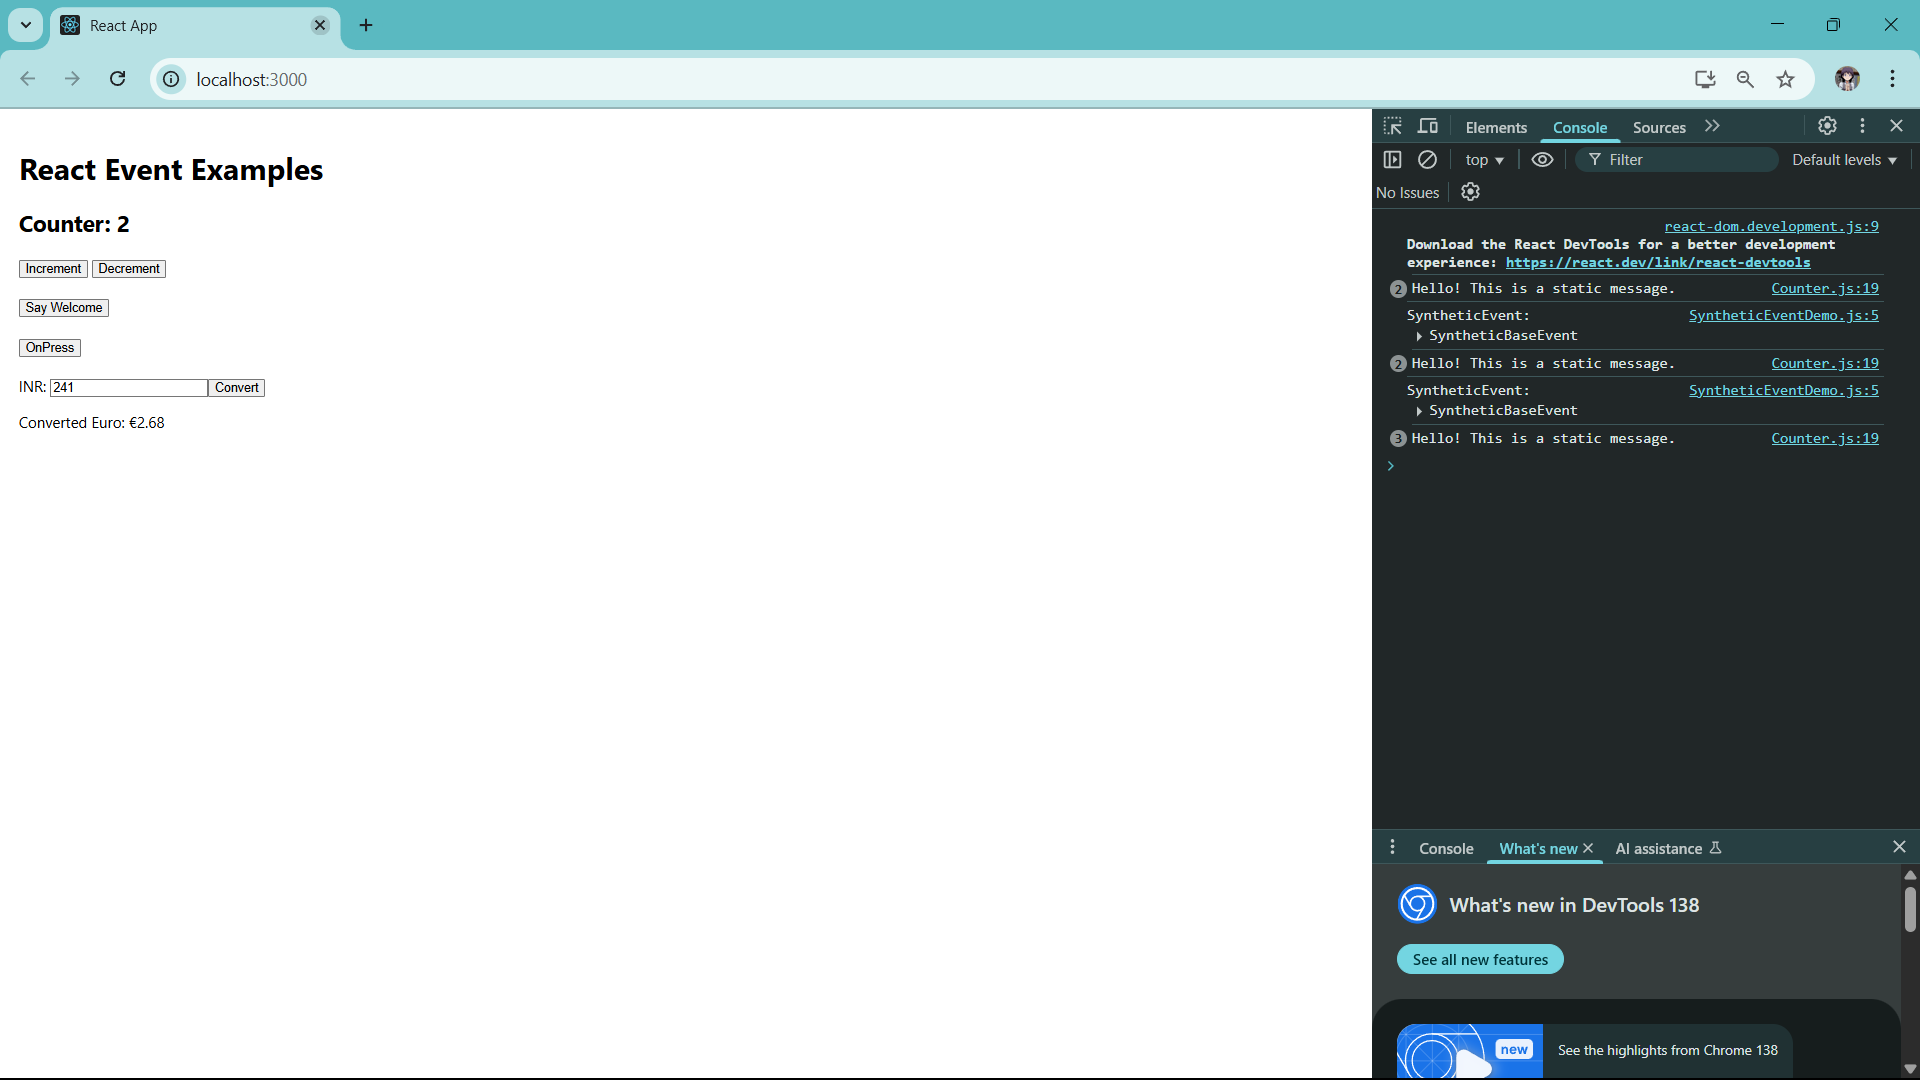 React App
localhost:3000
React Event Examples
Counter: 2
Increment Decrement
Say Welcome
OnPress
INR: 241 Convert
Converted Euro: €2.68
Elements Console Sources
top Filter Default levels
No Issues
react-dom.development.js:9
Download the React DevTools for a better development
experience: https://react.dev/link/react-devtools
2 Hello! This is a static message. Counter.js:19
SyntheticEvent: SyntheticEventDemo.js:5
SyntheticBaseEvent
2 Hello! This is a static message. Counter.js:19
SyntheticEvent: SyntheticEventDemo.js:5
SyntheticBaseEvent
3 Hello! This is a static message. Counter.js:19
Console What's new AI assistance
What's new in DevTools 138
See all new features
new
See the highlights from Chrome 138